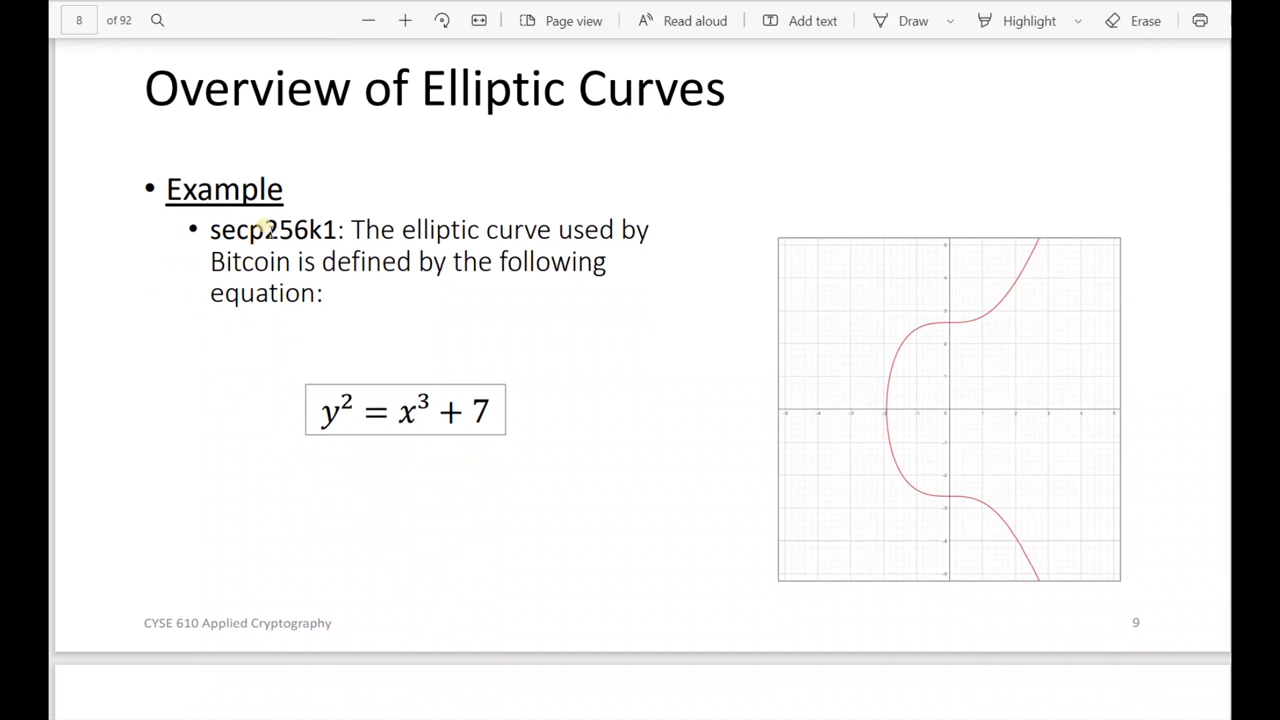 8 of 92 Page view Read aloud Add text Draw Highlight Erase
Overview of Elliptic Curves
• Example
• secp256k1: The elliptic curve used by
Bitcoin is defined by the following
equation:
y² = x³ + 7
CYSE 610 Applied Cryptography 9